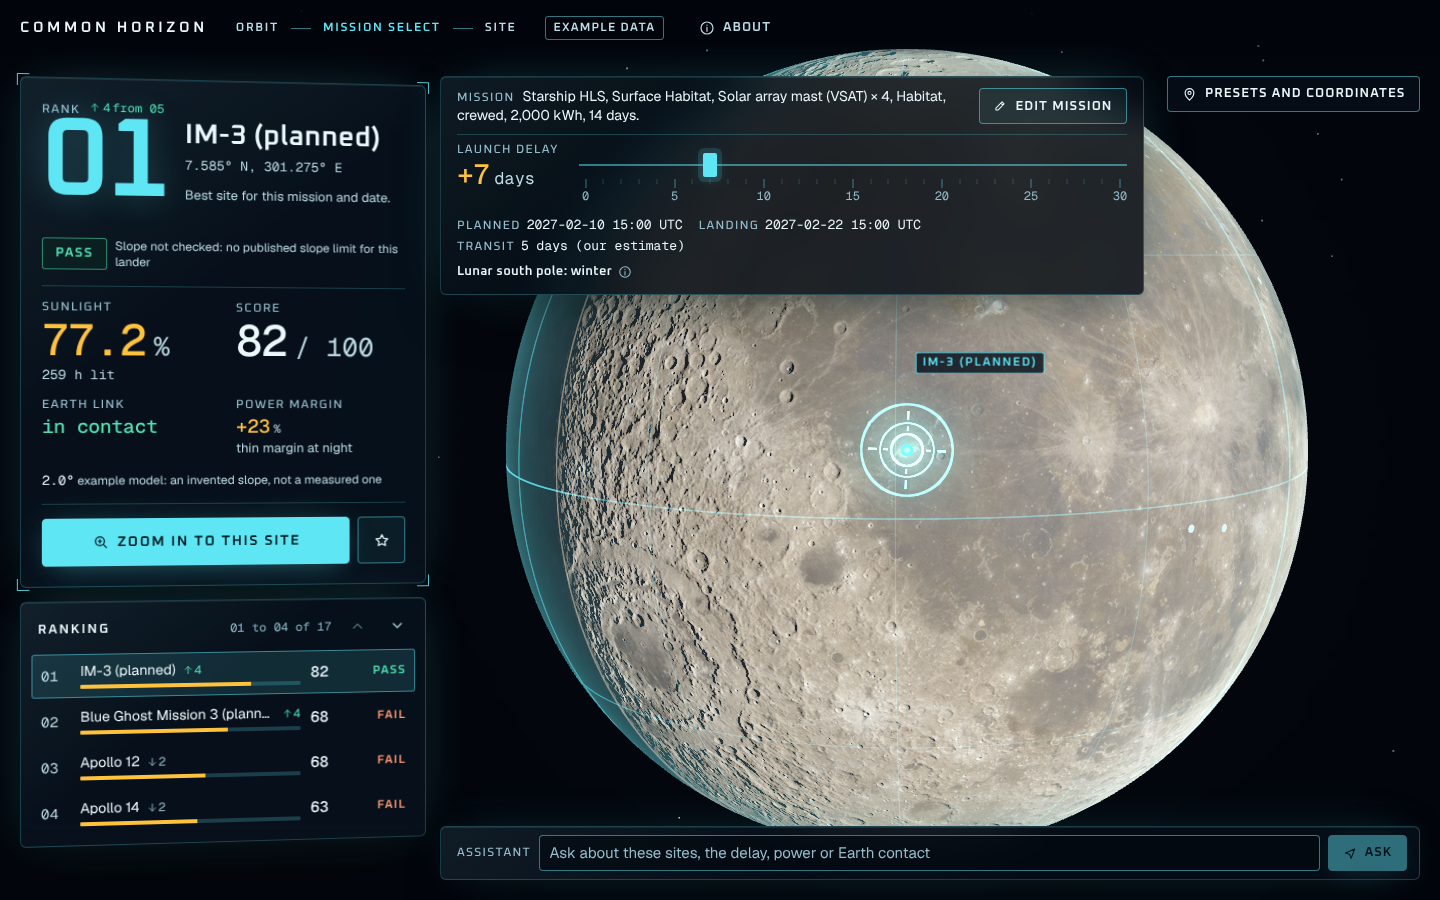 COMMON HORIZON
ORBIT
MISSION SELECT
SITE
EXAMPLE DATA
ABOUT
RANK ↑ 4 from 05
01
IM-3 (planned)
7.585° N, 301.275° E
Best site for this mission and date.
PASS
Slope not checked: no published slope limit for this
lander
SUNLIGHT
77.2 %
259 h lit
SCORE
82 / 100
EARTH LINK
in contact
POWER MARGIN
+23 %
thin margin at night
2.0° example model: an invented slope, not a measured one
ZOOM IN TO THIS SITE
RANKING
01 to 04 of 17
01 IM-3 (planned) ↑4 82 PASS
02 Blue Ghost Mission 3 (plann… ↑4 68 FAIL
03 Apollo 12 ↓2 68 FAIL
04 Apollo 14 ↓2 63 FAIL
MISSION Starship HLS, Surface Habitat, Solar array mast (VSAT) × 4, Habitat,
crewed, 2,000 kWh, 14 days.
EDIT MISSION
LAUNCH DELAY
+7 days
0 5 10 15 20 25 30
PLANNED 2027-02-10 15:00 UTC LANDING 2027-02-22 15:00 UTC
TRANSIT 5 days (our estimate)
Lunar south pole: winter
PRESETS AND COORDINATES
IM-3 (PLANNED)
ASSISTANT
Ask about these sites, the delay, power or Earth contact
ASK